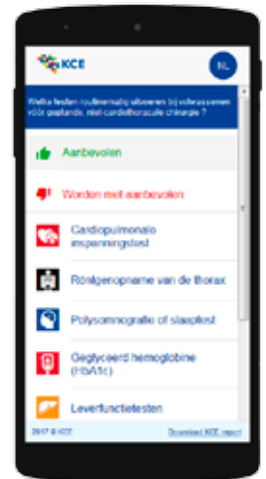 KCE
NL
Welke testen routinematig uitvoeren bij volwassenen
vóór geplande, niet-cardiothoracale chirurgie ?
Aanbevolen
Worden niet aanbevolen:
Cardiopulmonale
inspanningstest
Röntgenopname van de thorax
Polysomnografie of slaaptest
Geglyceerd hemoglobine
(HbA1c)
Leverfunctietesten
2017 © KCE
Download KCE report